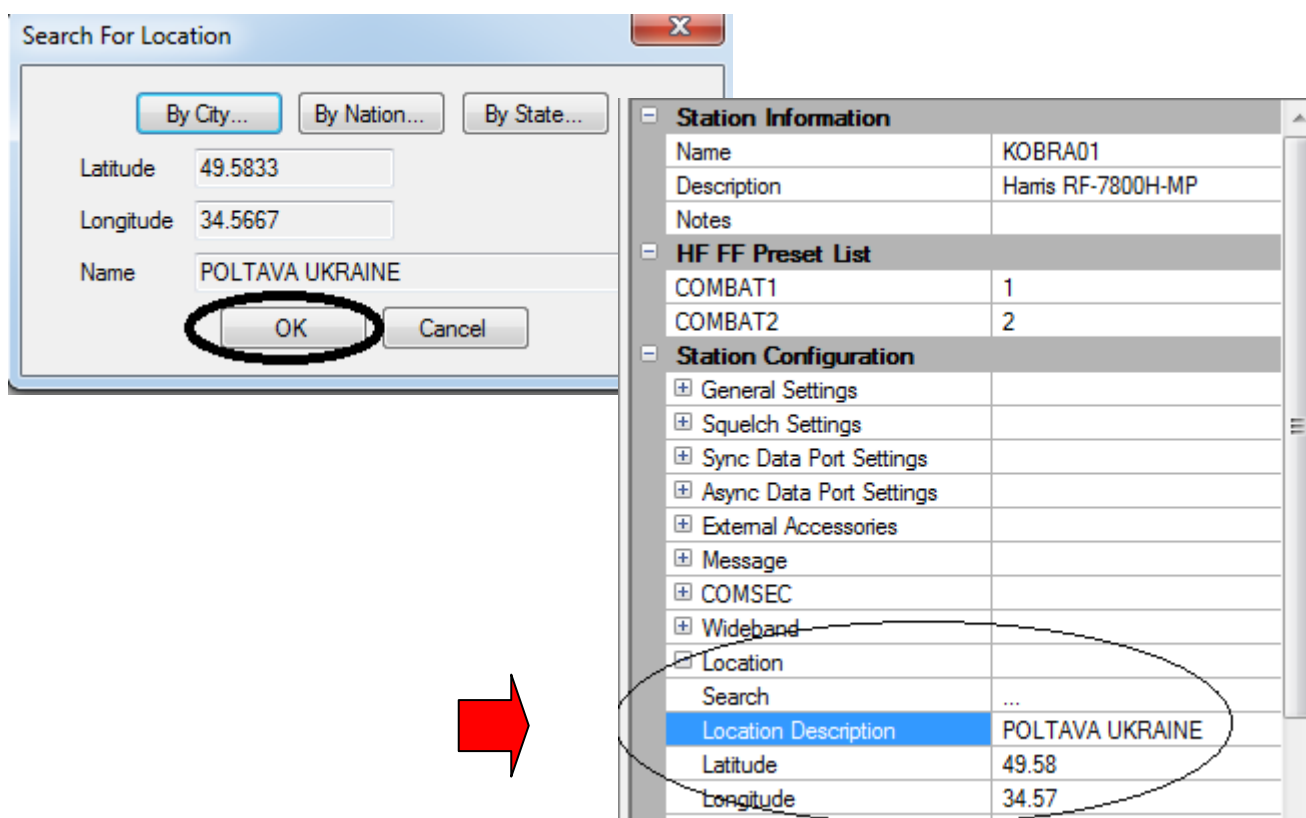 Search For Location
By City...
By Nation...
By State...
Latitude 49.5833
Longitude 34.5667
Name POLTAVA UKRAINE
OK
Cancel
Station Information
Name KOBRA01
Description Harris RF-7800H-MP
Notes
HF FF Preset List
COMBAT1 1
COMBAT2 2
Station Configuration
General Settings
Squelch Settings
Sync Data Port Settings
Async Data Port Settings
External Accessories
Message
COMSEC
Wideband
Location
Search ...
Location Description POLTAVA UKRAINE
Latitude 49.58
Longitude 34.57